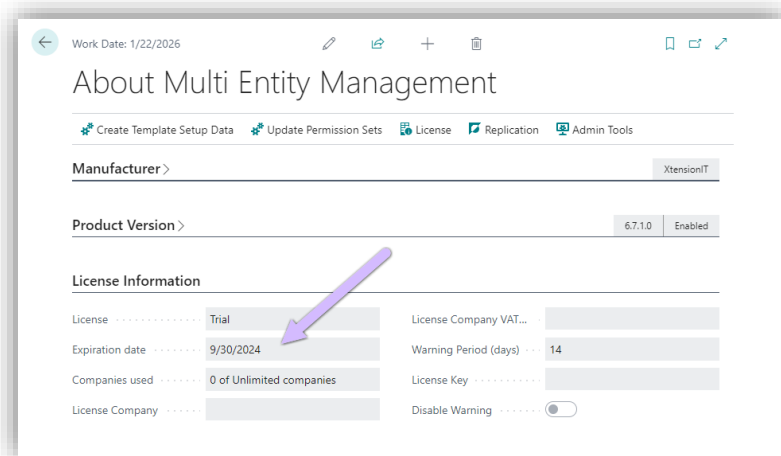 Work Date: 1/22/2026
About Multi Entity Management
Create Template Setup Data Update Permission Sets License Replication Admin Tools
Manufacturer XtensionIT
Product Version 6.7.1.0 Enabled
License Information
License Trial License Company VAT...
Expiration date 9/30/2024 Warning Period (days) 14
Companies used 0 of Unlimited companies License Key
License Company Disable Warning